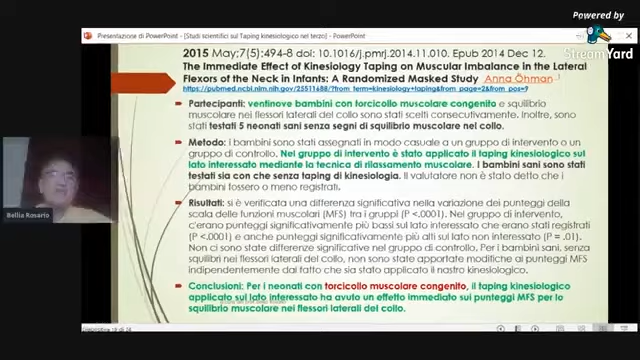 Powered by
StreamYard
Presentazione di PowerPoint - [Studi scientifici sul Taping kinesiologico nel terzo] - PowerPoint
2015 May;7(5):494-8 doi: 10.1016/j.pmrj.2014.11.010. Epub 2014 Dec 12.
The Immediate Effect of Kinesiology Taping on Muscular Imbalance in the Lateral
Flexors of the Neck in Infants: A Randomized Masked Study Anna Öhman
https://pubmed.ncbi.nlm.nih.gov/25511688/?from_term=kinesiology+taping&from_page=2&from_pos=9
Partecipanti: ventinove bambini con torcicollo muscolare congenito e squilibrio
muscolare nei flessori laterali del collo sono stati scelti consecutivamente. Inoltre, sono
stati testati 5 neonati sani senza segni di squilibrio muscolare nel collo.
Metodo: i bambini sono stati assegnati in modo casuale a un gruppo di intervento o un
gruppo di controllo. Nel gruppo di intervento è stato applicato il taping kinesiologico sul
lato interessato mediante la tecnica di rilassamento muscolare. I bambini sani sono stati
testati sia con che senza taping di kinesiologia. Il valutatore non è stato detto che i
bambini fossero o meno registrati.
Risultati: si è verificata una differenza significativa nella variazione dei punteggi della
scala delle funzioni muscolari (MFS) tra i gruppi (P <.0001). Nel gruppo di intervento,
c'erano punteggi significativamente più bassi sul lato interessato che erano stati registrati
(P <.0001) e anche punteggi significativamente più alti sul lato non interessato (P = .01).
Non ci sono state differenze significative nel gruppo di controllo. Per i bambini sani, senza
squilibri nei flessori laterali del collo, non sono state apportate modifiche ai punteggi MFS
indipendentemente dal fatto che sia stato applicato il nastro kinesiologico.
Conclusioni: Per i neonati con torcicollo muscolare congenito, il taping kinesiologico
applicato sul lato interessato ha avuto un effetto immediato sui punteggi MFS per lo
squilibrio muscolare nei flessori laterali del collo.
Bellia Rosario